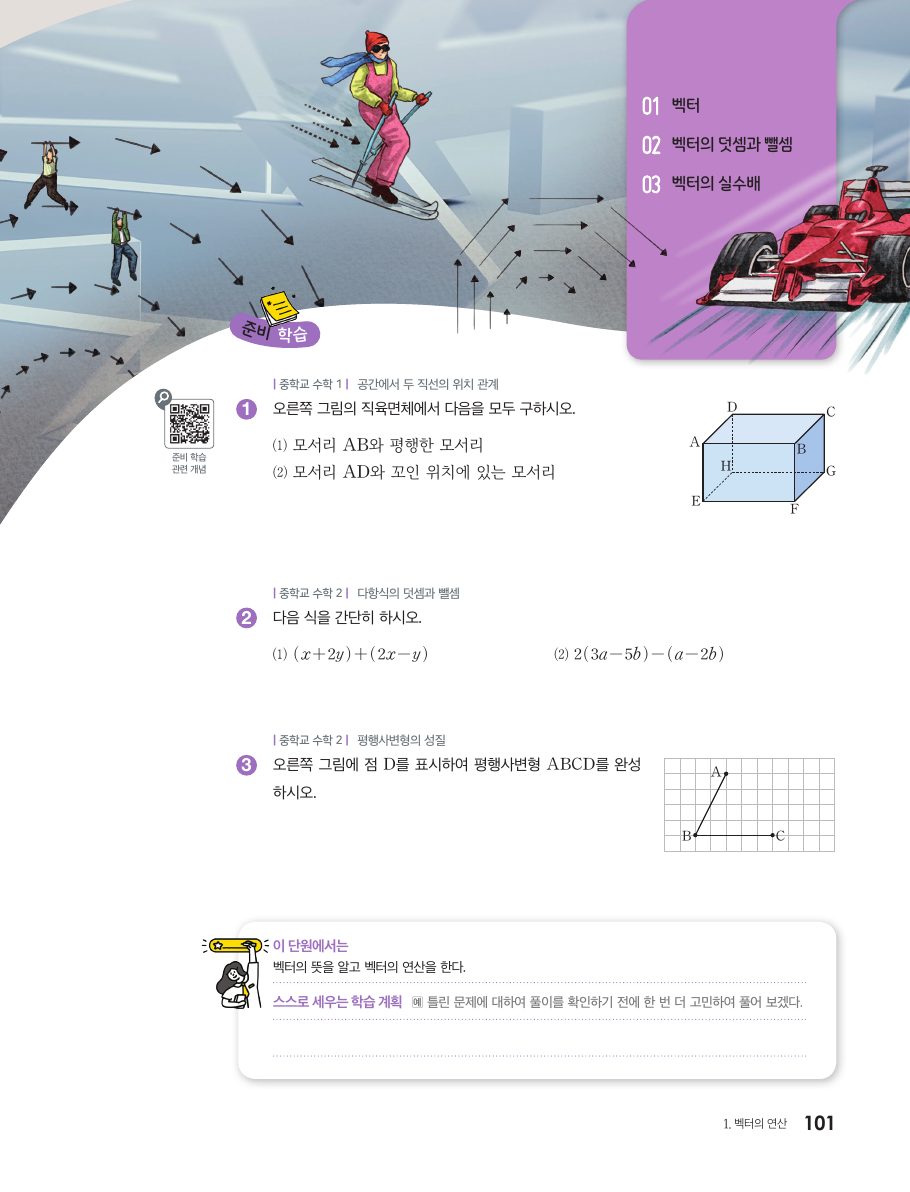 01 벡터
02 벡터의 덧셈과 뺄셈
03 벡터의 실수배
준비 학습
| 중학교 수학 1 | 공간에서 두 직선의 위치 관계
1 오른쪽 그림의 직육면체에서 다음을 모두 구하시오.
준비 학습
관련 개념
⑴ 모서리 AB와 평행한 모서리
⑵ 모서리 AD와 꼬인 위치에 있는 모서리
D
C
A
B
H
G
E
F
| 중학교 수학 2 | 다항식의 덧셈과 뺄셈
2 다음 식을 간단히 하시오.
⑴ (x+2y)+(2x-y)
⑵ 2(3a-5b)-(a-2b)
| 중학교 수학 2 | 평행사변형의 성질
3 오른쪽 그림에 점 D를 표시하여 평행사변형 ABCD를 완성
하시오.
A
B
C
이 단원에서는
벡터의 뜻을 알고 벡터의 연산을 한다.
스스로 세우는 학습 계획 예 틀린 문제에 대하여 풀이를 확인하기 전에 한 번 더 고민하여 풀어 보겠다.
1. 벡터의 연산 101